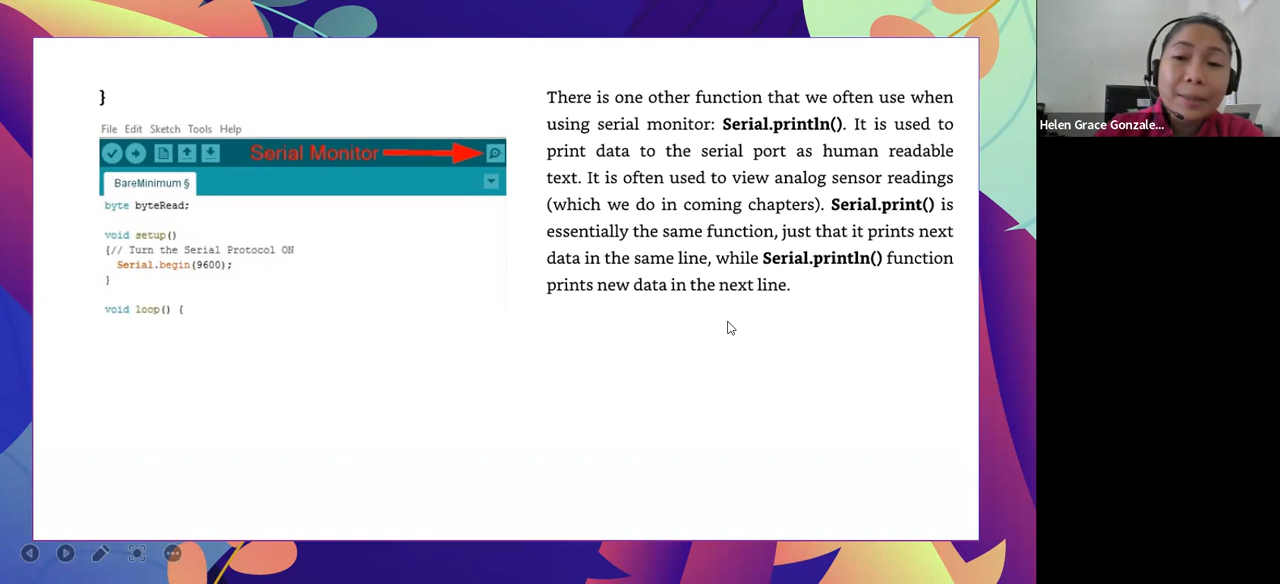 }
File Edit Sketch Tools Help
Serial Monitor
BareMinimum §
byte byteRead;
void setup()
{// Turn the Serial Protocol ON
Serial.begin(9600);
}
void loop() {
There is one other function that we often use when
using serial monitor: Serial.println(). It is used to
print data to the serial port as human readable
text. It is often used to view analog sensor readings
(which we do in coming chapters). Serial.print() is
essentially the same function, just that it prints next
data in the same line, while Serial.println() function
prints new data in the next line.
Helen Grace Gonzale...